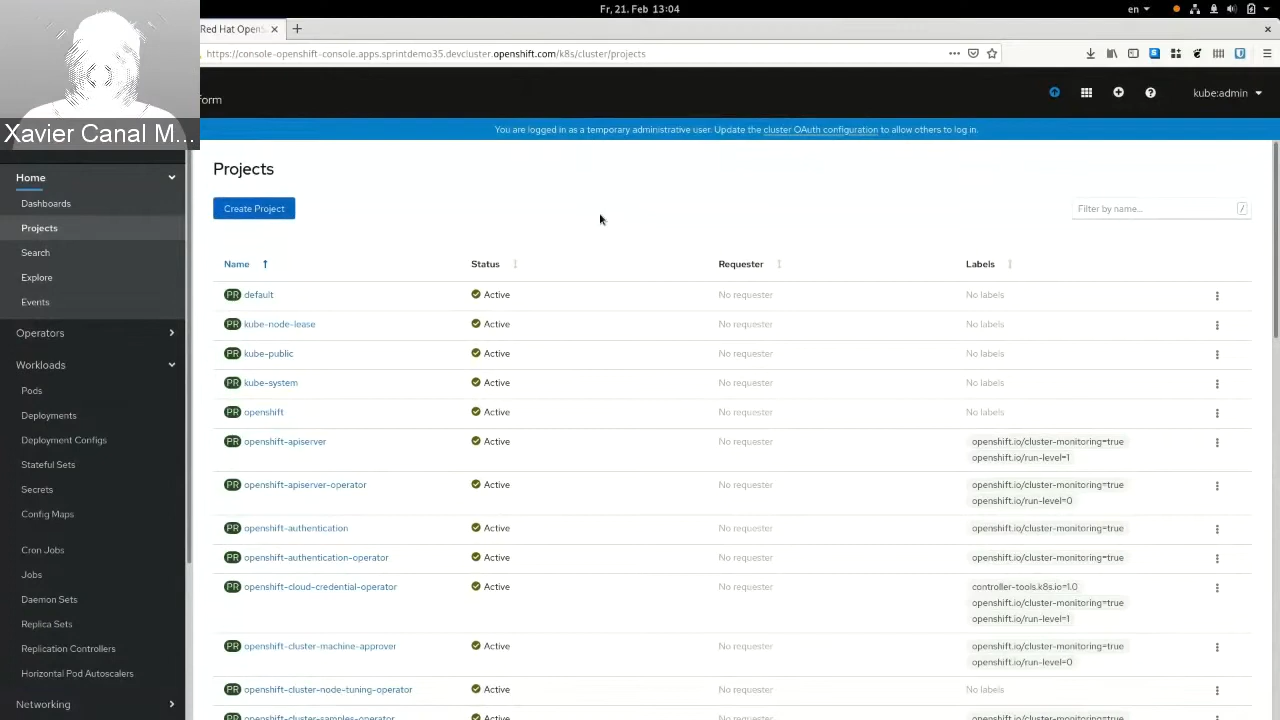 Fr, 21. Feb 13:04
en
Red Hat OpenS
https://console-openshift-console.apps.sprintdemo35.devcluster.openshift.com/k8s/cluster/projects
form
kube:admin
You are logged in as a temporary administrative user. Update the cluster OAuth configuration to allow others to log in.
Xavier Canal M...
Home
Dashboards
Projects
Search
Explore
Events
Operators
Workloads
Pods
Deployments
Deployment Configs
Stateful Sets
Secrets
Config Maps
Cron Jobs
Jobs
Daemon Sets
Replica Sets
Replication Controllers
Horizontal Pod Autoscalers
Networking
Projects
Create Project
Filter by name...
/
Name Status Requester Labels
PR default Active No requester No labels
PR kube-node-lease Active No requester No labels
PR kube-public Active No requester No labels
PR kube-system Active No requester No labels
PR openshift Active No requester No labels
PR openshift-apiserver Active No requester openshift.io/cluster-monitoring=true
openshift.io/run-level=1
PR openshift-apiserver-operator Active No requester openshift.io/cluster-monitoring=true
openshift.io/run-level=0
PR openshift-authentication Active No requester openshift.io/cluster-monitoring=true
PR openshift-authentication-operator Active No requester openshift.io/cluster-monitoring=true
PR openshift-cloud-credential-operator Active No requester controller-tools.k8s.io=1.0
openshift.io/cluster-monitoring=true
openshift.io/run-level=1
PR openshift-cluster-machine-approver Active No requester openshift.io/cluster-monitoring=true
openshift.io/run-level=0
PR openshift-cluster-node-tuning-operator Active No requester No labels
PR openshift-cluster-samples-operator Active No requester openshift.io/cluster-monitoring=true